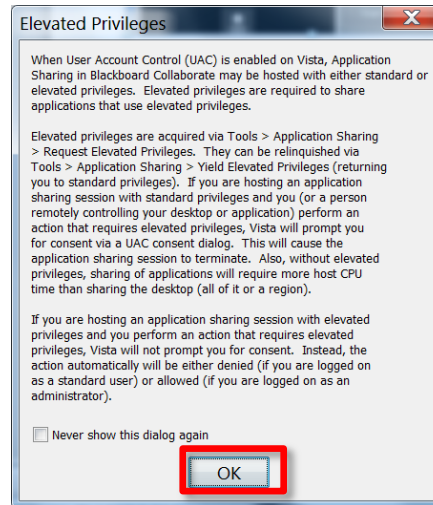 Elevated Privileges
When User Account Control (UAC) is enabled on Vista, Application
Sharing in Blackboard Collaborate may be hosted with either standard or
elevated privileges.  Elevated privileges are required to share
applications that use elevated privileges.
Elevated privileges are acquired via Tools > Application Sharing
> Request Elevated Privileges.  They can be relinquished via
Tools > Application Sharing > Yield Elevated Privileges (returning
you to standard privileges).  If you are hosting an application
sharing session with standard privileges and you (or a person
remotely controlling your desktop or application) perform an
action that requires elevated privileges, Vista will prompt you
for consent via a UAC consent dialog.  This will cause the
application sharing session to terminate.  Also, without elevated
privileges, sharing of applications will require more host CPU
time than sharing the desktop (all of it or a region).
If you are hosting an application sharing session with elevated
privileges and you perform an action that requires elevated
privileges, Vista will not prompt you for consent.  Instead, the
action automatically will be either denied (if you are logged on
as a standard user) or allowed (if you are logged on as an
administrator).
Never show this dialog again
OK